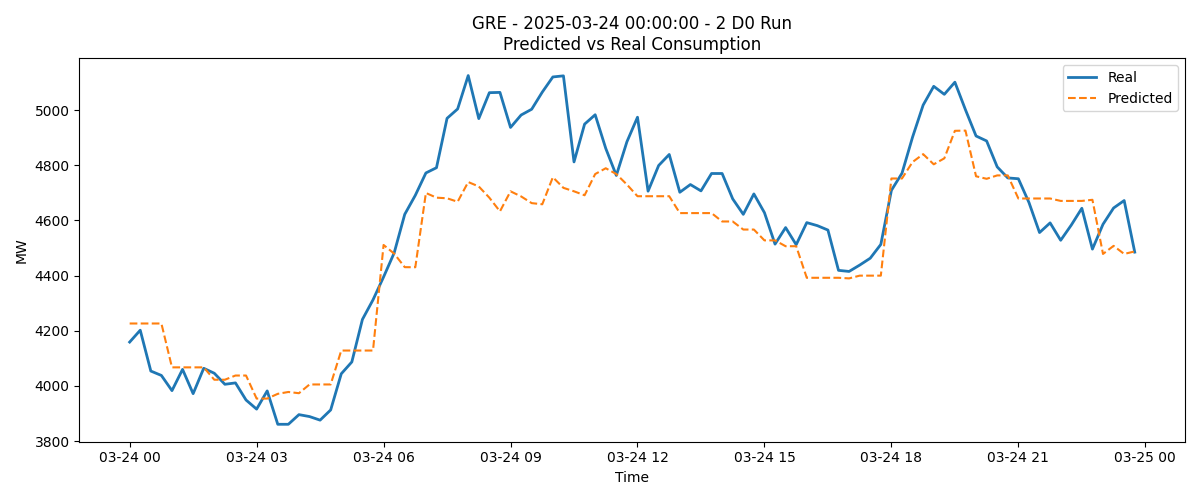 GRE - 2025-03-24 00:00:00 - 2 D0 Run
Predicted vs Real Consumption
Real
Predicted
MW
5000
4800
4600
4400
4200
4000
3800
03-24 00
03-24 03
03-24 06
03-24 09
03-24 12
03-24 15
03-24 18
03-24 21
03-25 00
Time